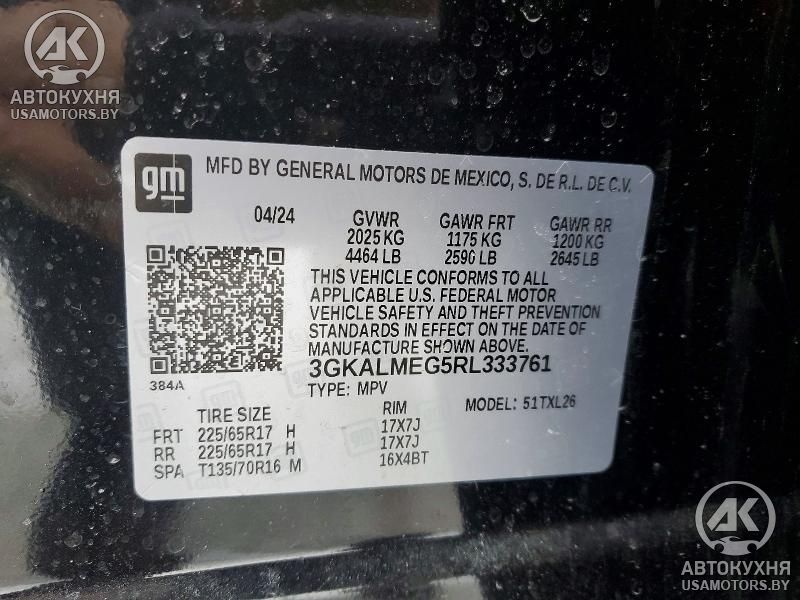 AK
АВТОКУХНЯ
USAMOTORS.BY
gm
MFD BY GENERAL MOTORS DE MEXICO, S. DE R.L. DE C.V.
04/24 GVWR GAWR FRT GAWR RR
2025 KG 1175 KG 1200 KG
4464 LB 2590 LB 2645 LB
THIS VEHICLE CONFORMS TO ALL
APPLICABLE U.S. FEDERAL MOTOR
VEHICLE SAFETY AND THEFT PREVENTION
STANDARDS IN EFFECT ON THE DATE OF
MANUFACTURE SHOWN ABOVE.
3GKALMEG5RL333761
384A TYPE: MPV
MODEL: 51TXL26
TIRE SIZE RIM
FRT 225/65R17 H 17X7J
RR 225/65R17 H 17X7J
SPA T135/70R16 M 16X4BT
AK
АВТОКУХНЯ
USAMOTORS.BY